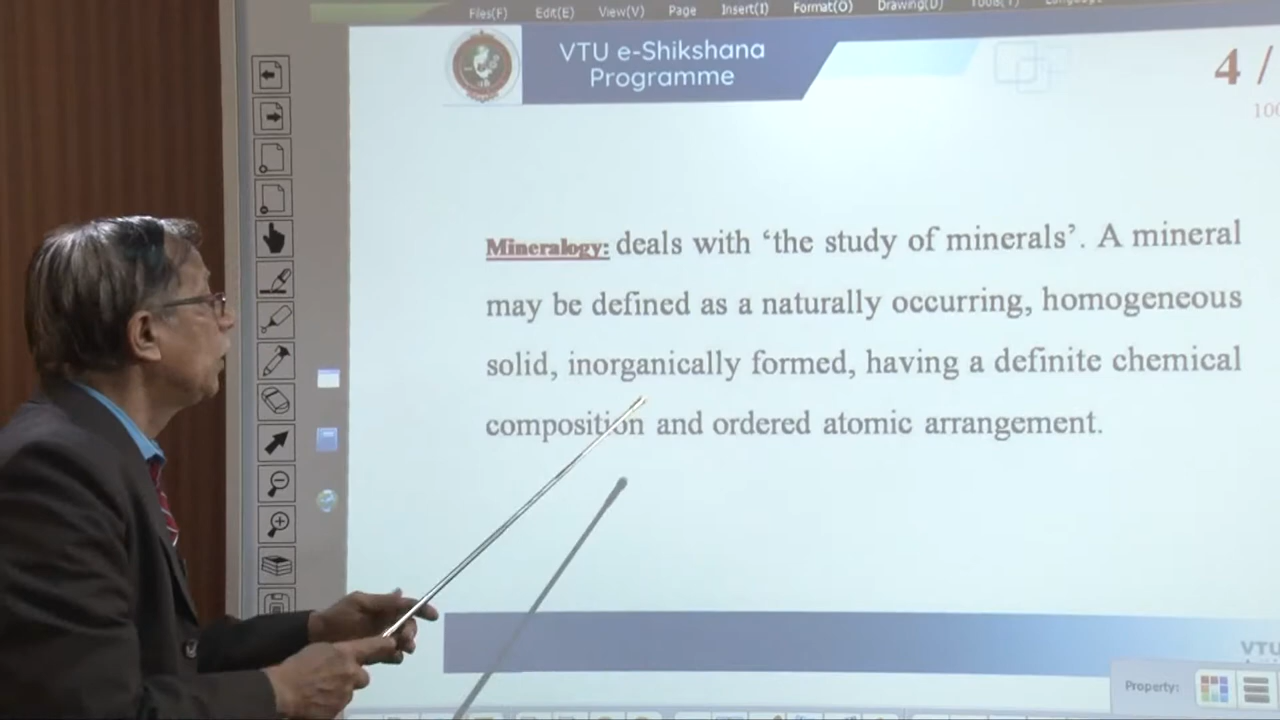 Files(F) Edit(E) View(V) Page Insert(I) Format(O) Drawing(D)
VTU e-Shikshana
Programme
4 /
100
Mineralogy: deals with ‘the study of minerals’. A mineral
may be defined as a naturally occurring, homogeneous
solid, inorganically formed, having a definite chemical
composition and ordered atomic arrangement.
VTU
Property: